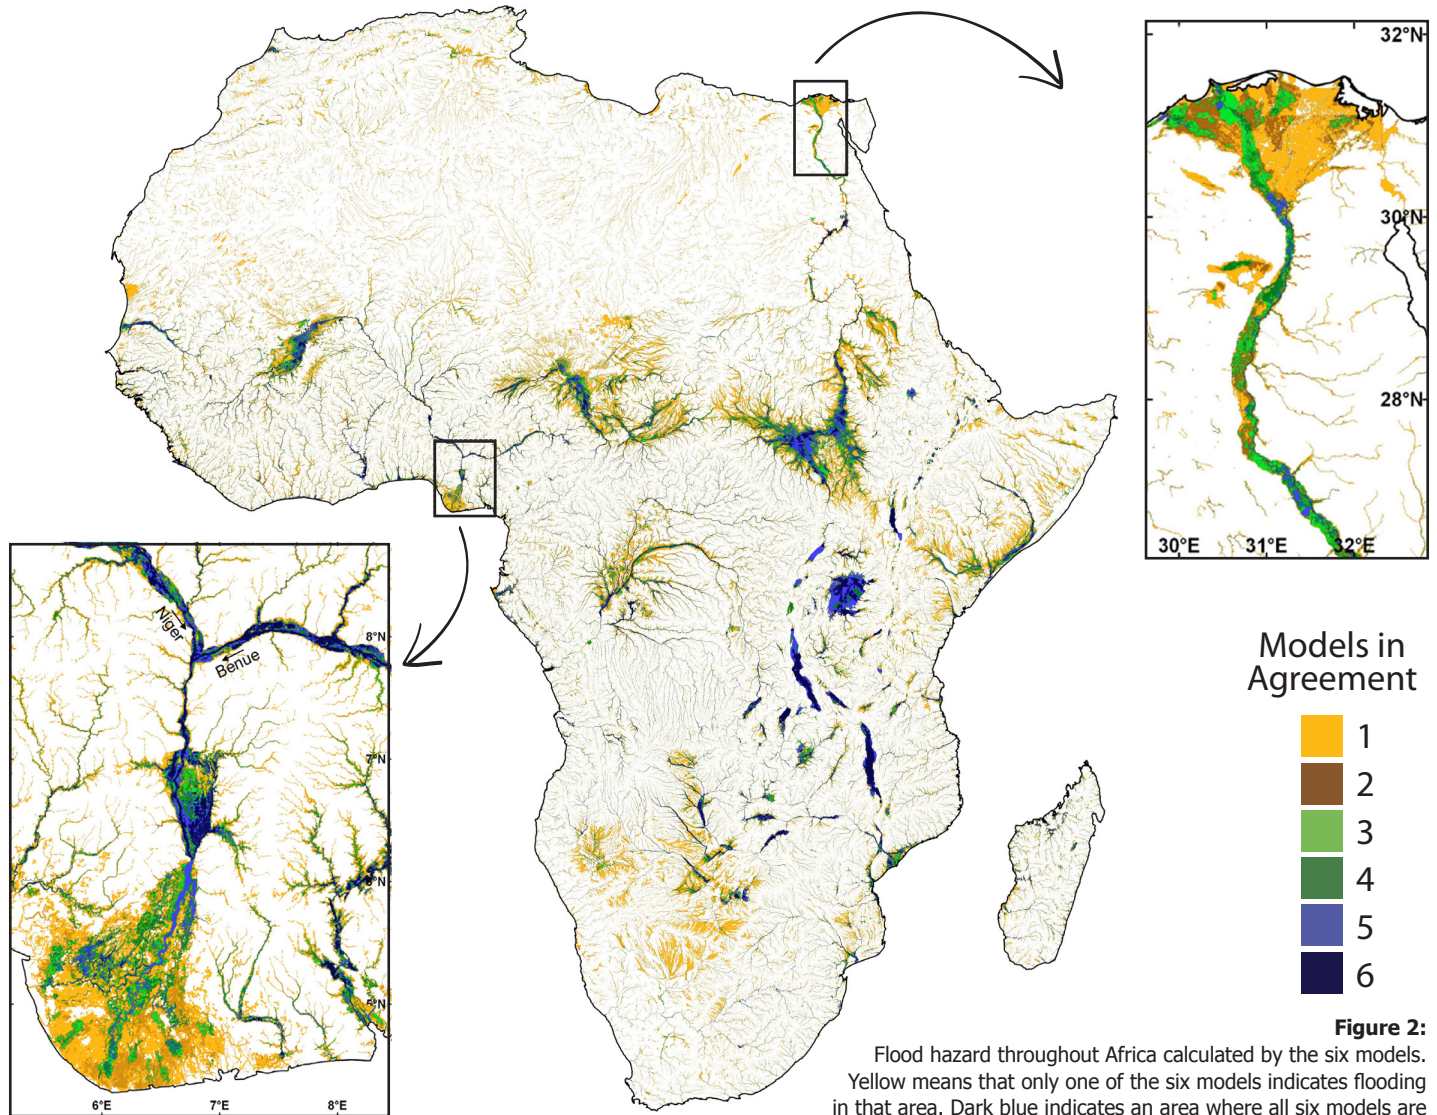 32°N
30°N
28°N
30°E 31°E 32°E
Niger
Benue
8°N
7°N
6°N
5°N
6°E 7°E 8°E
Models in
Agreement
1
2
3
4
5
6
Figure 2:
Flood hazard throughout Africa calculated by the six models.
Yellow means that only one of the six models indicates flooding
in that area. Dark blue indicates an area where all six models are